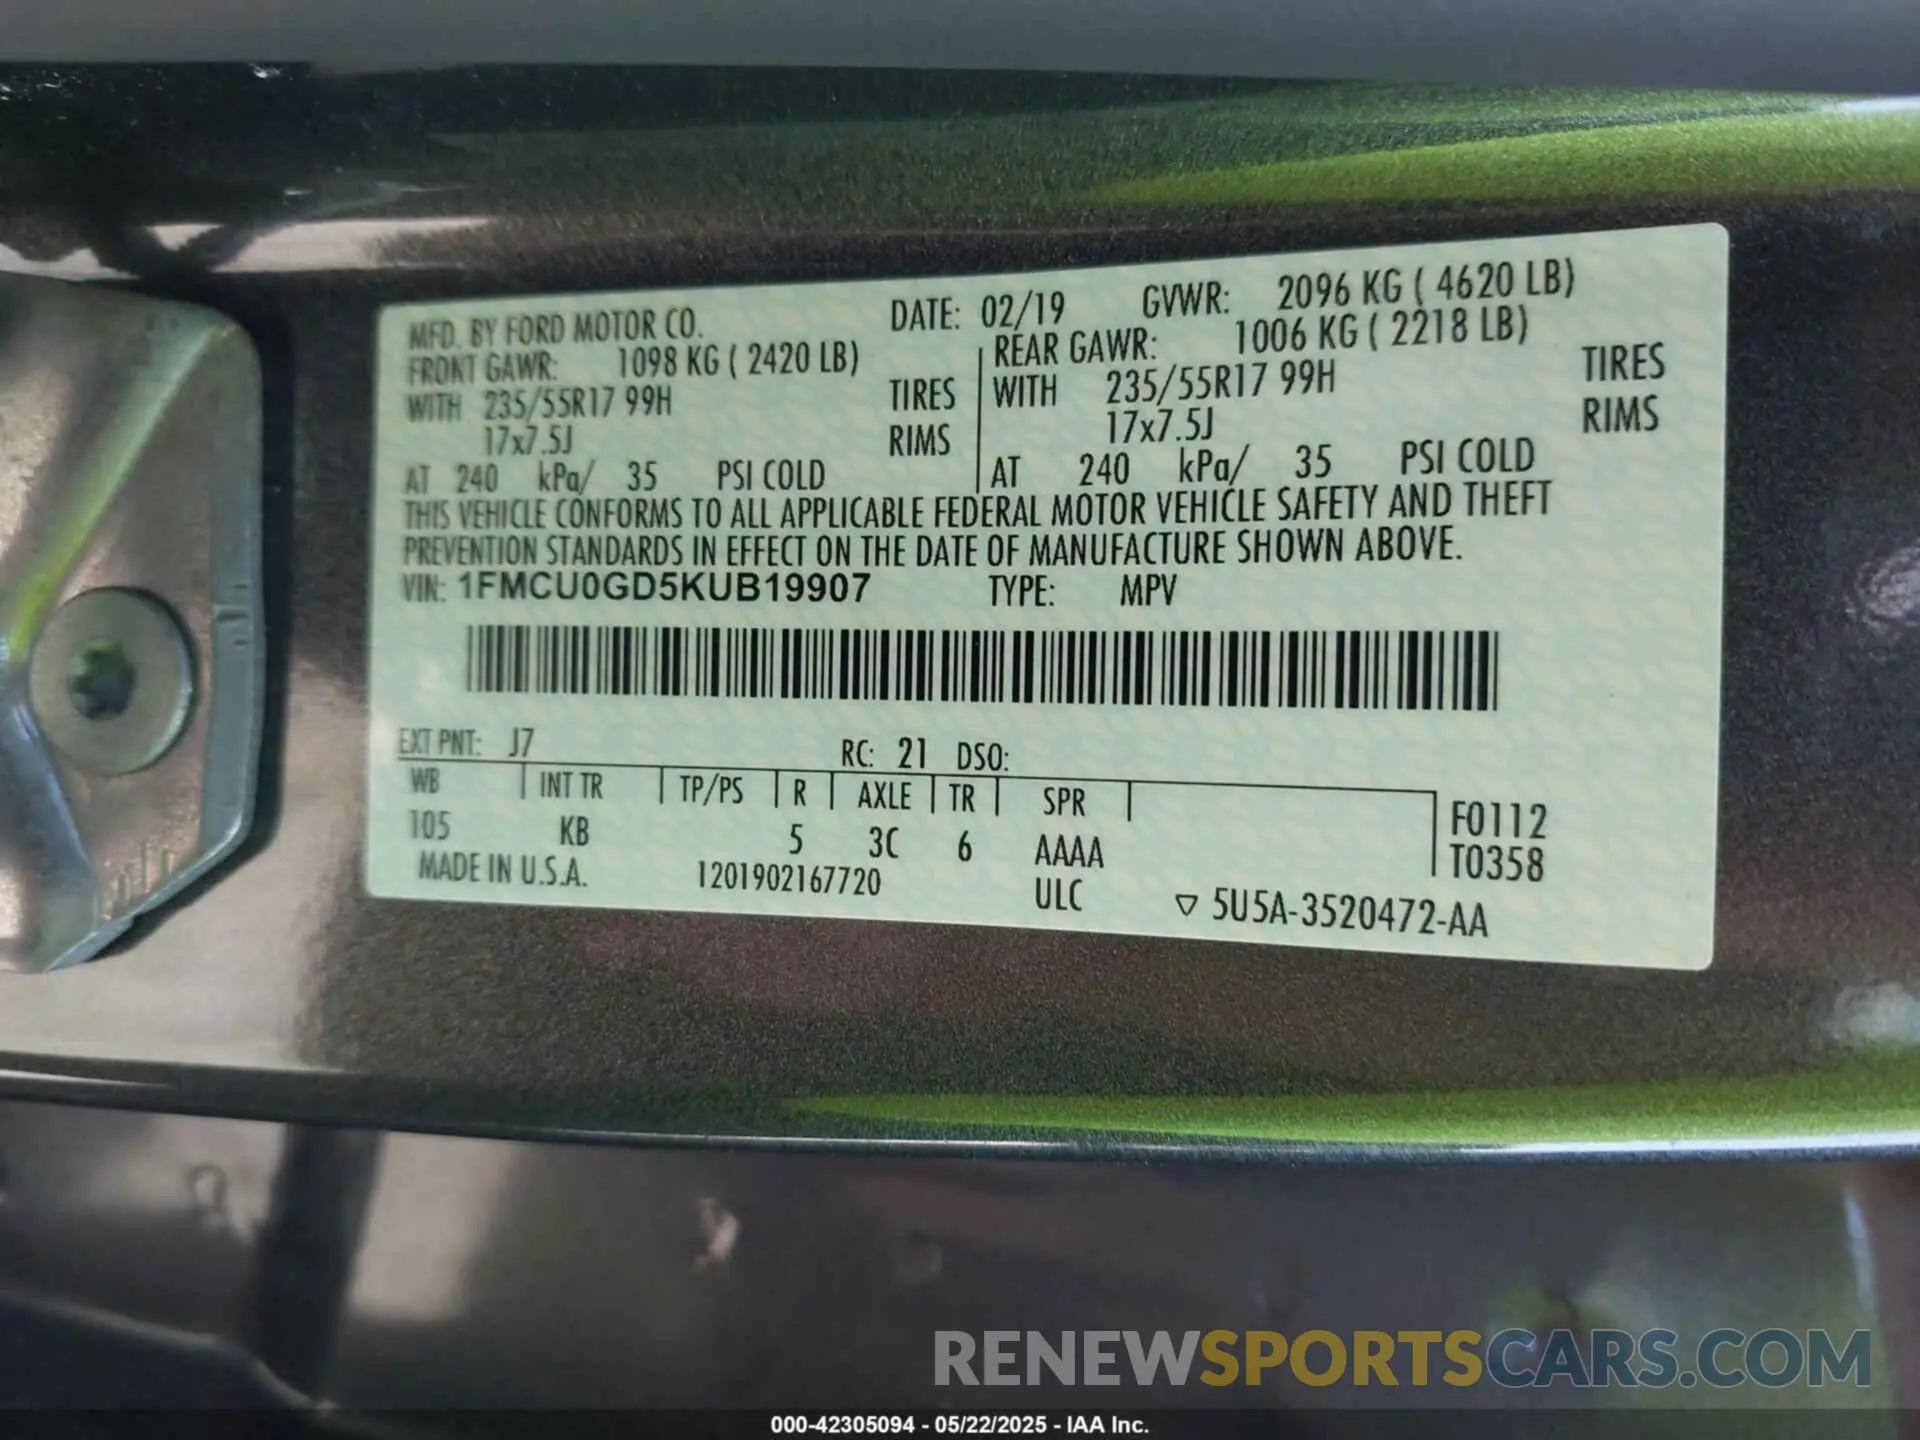 MFD. BY FORD MOTOR CO. DATE: 02/19 GVWR: 2096 KG ( 4620 LB)
FRONT GAWR: 1098 KG ( 2420 LB) REAR GAWR: 1006 KG ( 2218 LB)
WITH 235/55R17 99H TIRES WITH 235/55R17 99H TIRES
17x7.5J RIMS 17x7.5J RIMS
AT 240 kPa/ 35 PSI COLD AT 240 kPa/ 35 PSI COLD
THIS VEHICLE CONFORMS TO ALL APPLICABLE FEDERAL MOTOR VEHICLE SAFETY AND THEFT
PREVENTION STANDARDS IN EFFECT ON THE DATE OF MANUFACTURE SHOWN ABOVE.
VIN: 1FMCU0GD5KUB19907 TYPE: MPV
EXT PNT: J7 RC: 21 DSO:
WB INT TR TP/PS R AXLE TR SPR F0112
105 KB 5 3C 6 AAAA T0358
MADE IN U.S.A. 1201902167720 ULC ▽ 5U5A-3520472-AA
RENEWSPORTSCARS.COM
000-42305094 - 05/22/2025 - IAA Inc.